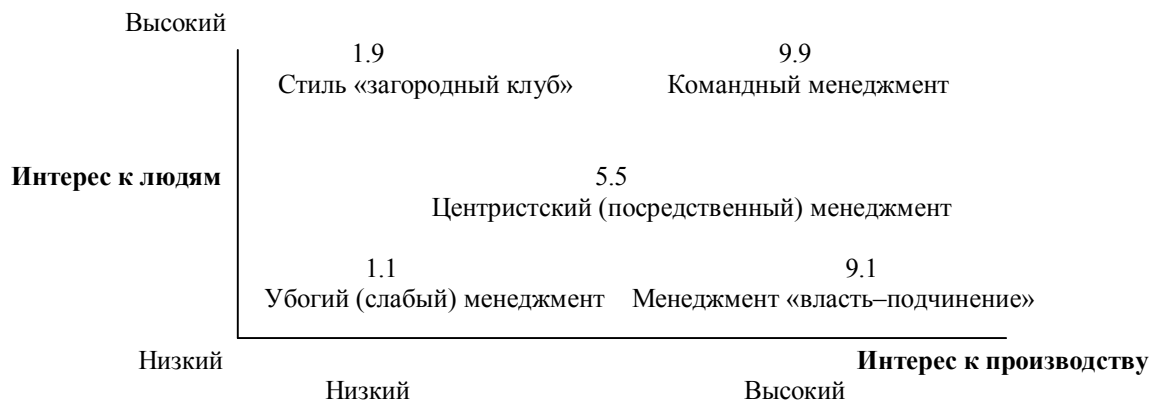 Высокий
1.9 9.9
Стиль «загородный клуб» Командный менеджмент
Интерес к людям 5.5
Центристский (посредственный) менеджмент
1.1 9.1
Убогий (слабый) менеджмент Менеджмент «власть–подчинение»
Низкий Интерес к производству
Низкий Высокий